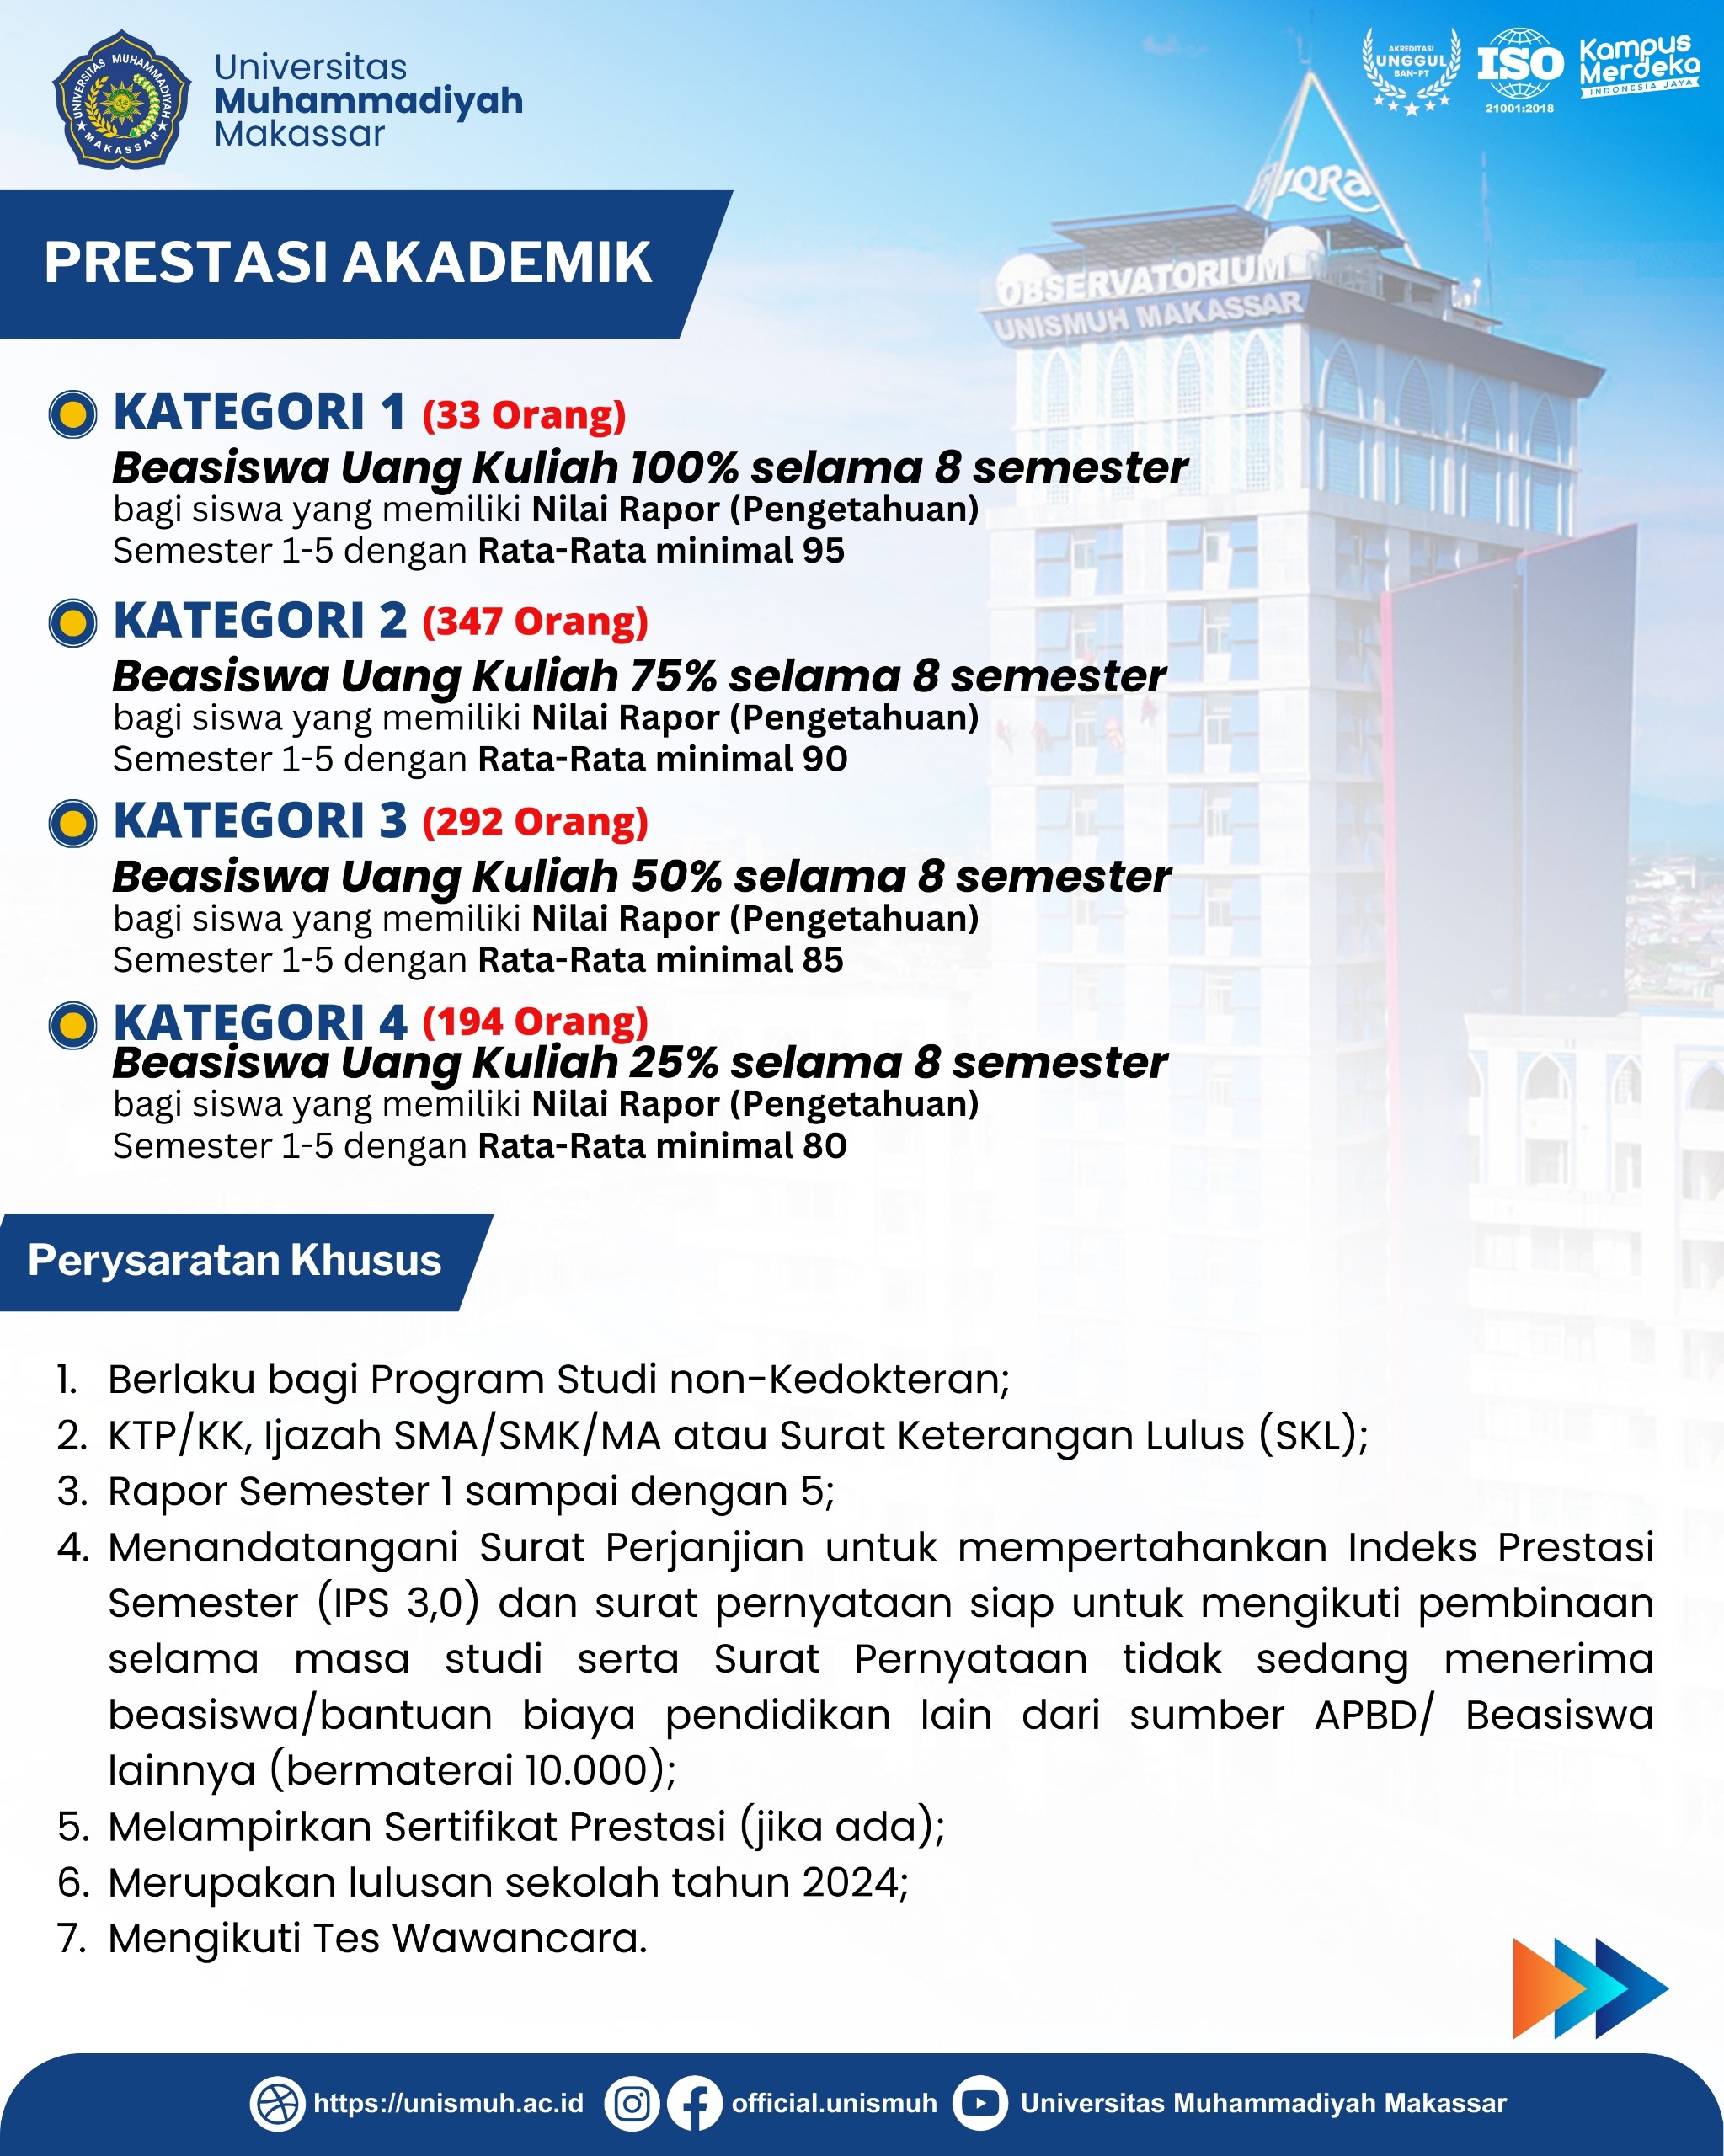 UNIVERSITAS MUHAMMADIYAH
MAKASSAR
Universitas
Muhammadiyah
Makassar
AKREDITASI
UNGGUL
BAN-PT
ISO
21001:2018
Kampus
Merdeka
INDONESIA JAYA
IQRa
OBSERVATORIUM
UNISMUH MAKASSAR
PRESTASI AKADEMIK
KATEGORI 1 (33 Orang)
Beasiswa Uang Kuliah 100% selama 8 semester
bagi siswa yang memiliki Nilai Rapor (Pengetahuan)
Semester 1-5 dengan Rata-Rata minimal 95
KATEGORI 2 (347 Orang)
Beasiswa Uang Kuliah 75% selama 8 semester
bagi siswa yang memiliki Nilai Rapor (Pengetahuan)
Semester 1-5 dengan Rata-Rata minimal 90
KATEGORI 3 (292 Orang)
Beasiswa Uang Kuliah 50% selama 8 semester
bagi siswa yang memiliki Nilai Rapor (Pengetahuan)
Semester 1-5 dengan Rata-Rata minimal 85
KATEGORI 4 (194 Orang)
Beasiswa Uang Kuliah 25% selama 8 semester
bagi siswa yang memiliki Nilai Rapor (Pengetahuan)
Semester 1-5 dengan Rata-Rata minimal 80
Perysaratan Khusus
1. Berlaku bagi Program Studi non-Kedokteran;
2. KTP/KK, Ijazah SMA/SMK/MA atau Surat Keterangan Lulus (SKL);
3. Rapor Semester 1 sampai dengan 5;
4. Menandatangani Surat Perjanjian untuk mempertahankan Indeks Prestasi
Semester (IPS 3,0) dan surat pernyataan siap untuk mengikuti pembinaan
selama masa studi serta Surat Pernyataan tidak sedang menerima
beasiswa/bantuan biaya pendidikan lain dari sumber APBD/ Beasiswa
lainnya (bermaterai 10.000);
5. Melampirkan Sertifikat Prestasi (jika ada);
6. Merupakan lulusan sekolah tahun 2024;
7. Mengikuti Tes Wawancara.
https://unismuh.ac.id
official.unismuh
Universitas Muhammadiyah Makassar